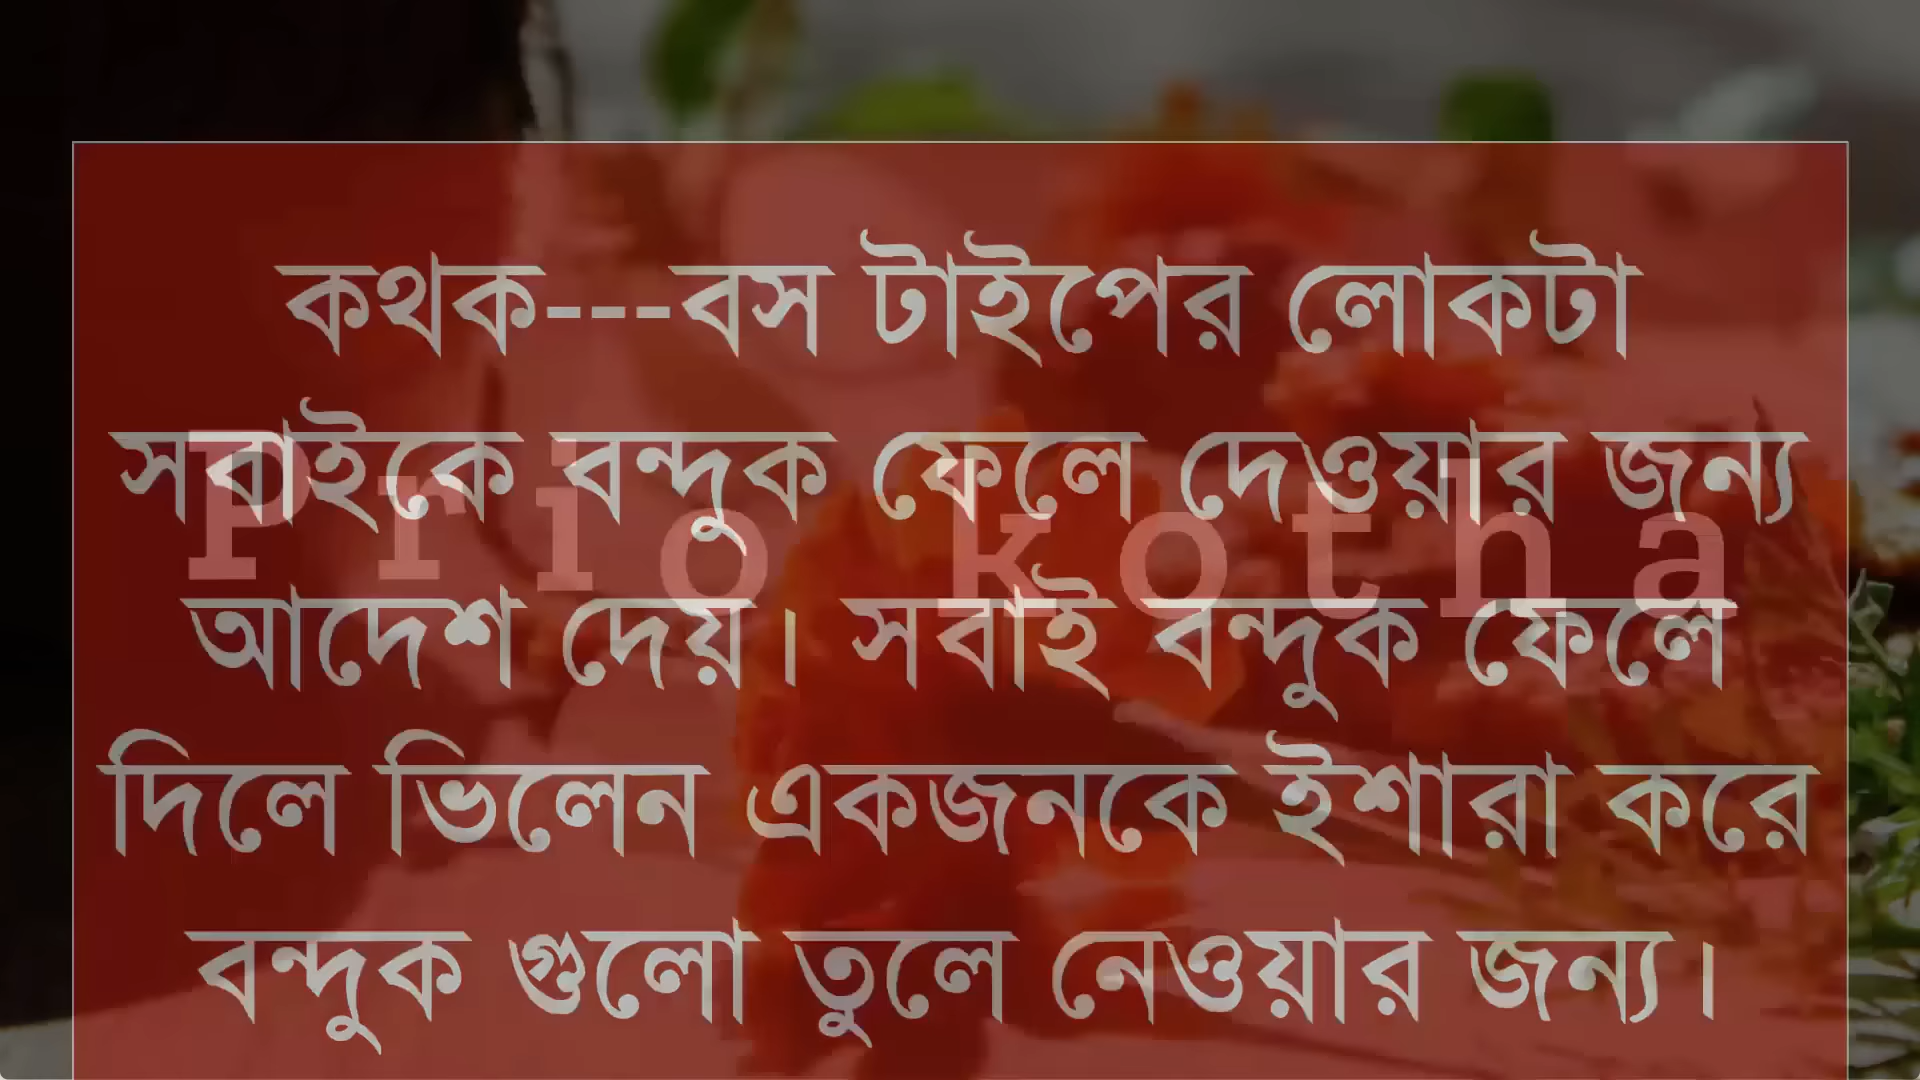 কথক---বস টাইপের লোকটা
সবাইকে বন্দুক ফেলে দেওয়ার জন্য
Prio kotha
আদেশ দেয়। সবাই বন্দুক ফেলে
দিলে ভিলেন একজনকে ইশারা করে
বন্দুক গুলো তুলে নেওয়ার জন্য।